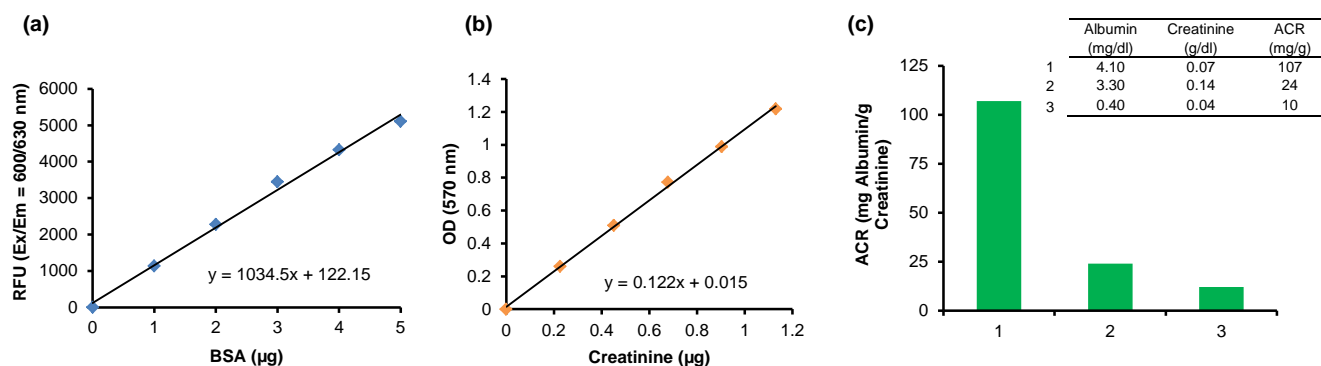 (a)
RFU (Ex/Em = 600/630 nm)
6000
5000
4000
3000
2000
1000
0
y = 1034.5x + 122.15
0 1 2 3 4 5
BSA (µg)
(b)
OD (570 nm)
1.4
1.2
1
0.8
0.6
0.4
0.2
0
y = 0.122x + 0.015
0 0.2 0.4 0.6 0.8 1 1.2
Creatinine (µg)
(c)
Albumin Creatinine ACR
(mg/dl) (g/dl) (mg/g)
1 4.10 0.07 107
2 3.30 0.14 24
3 0.40 0.04 10
ACR (mg Albumin/g
Creatinine)
125
100
75
50
25
0
1 2 3